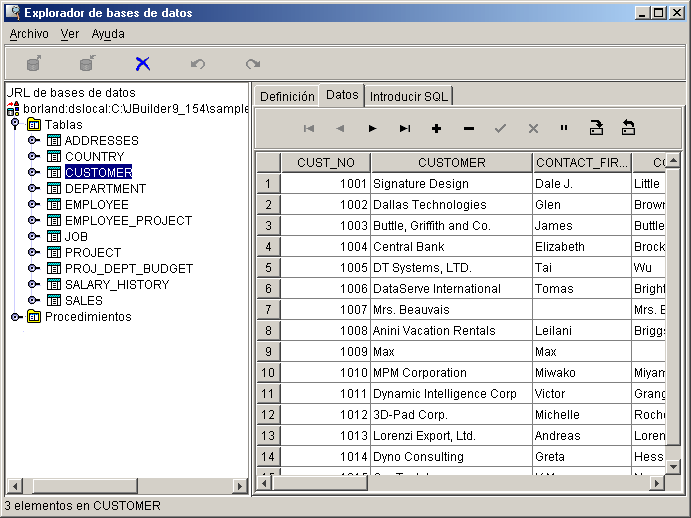 Explorador de bases de datos
Archivo Ver Ayuda
JRL de bases de datos
borland:dslocal:C:\JBuilder9_154\sample
Tablas
ADDRESSES
COUNTRY
CUSTOMER
DEPARTMENT
EMPLOYEE
EMPLOYEE_PROJECT
JOB
PROJECT
PROJ_DEPT_BUDGET
SALARY_HISTORY
SALES
Procedimientos
Definición Datos Introducir SQL
CUST_NO CUSTOMER CONTACT_FIR... CO
1 1001 Signature Design Dale J. Little
2 1002 Dallas Technologies Glen Brown
3 1003 Buttle, Griffith and Co. James Buttle
4 1004 Central Bank Elizabeth Brock
5 1005 DT Systems, LTD. Tai Wu
6 1006 DataServe International Tomas Bright
7 1007 Mrs. Beauvais Mrs. B
8 1008 Anini Vacation Rentals Leilani Briggs
9 1009 Max Max
10 1010 MPM Corporation Miwako Miyam
11 1011 Dynamic Intelligence Corp Victor Grang
12 1012 3D-Pad Corp. Michelle Roch
13 1013 Lorenzi Export, Ltd. Andreas Loren
14 1014 Dyno Consulting Greta Hess
3 elementos en CUSTOMER